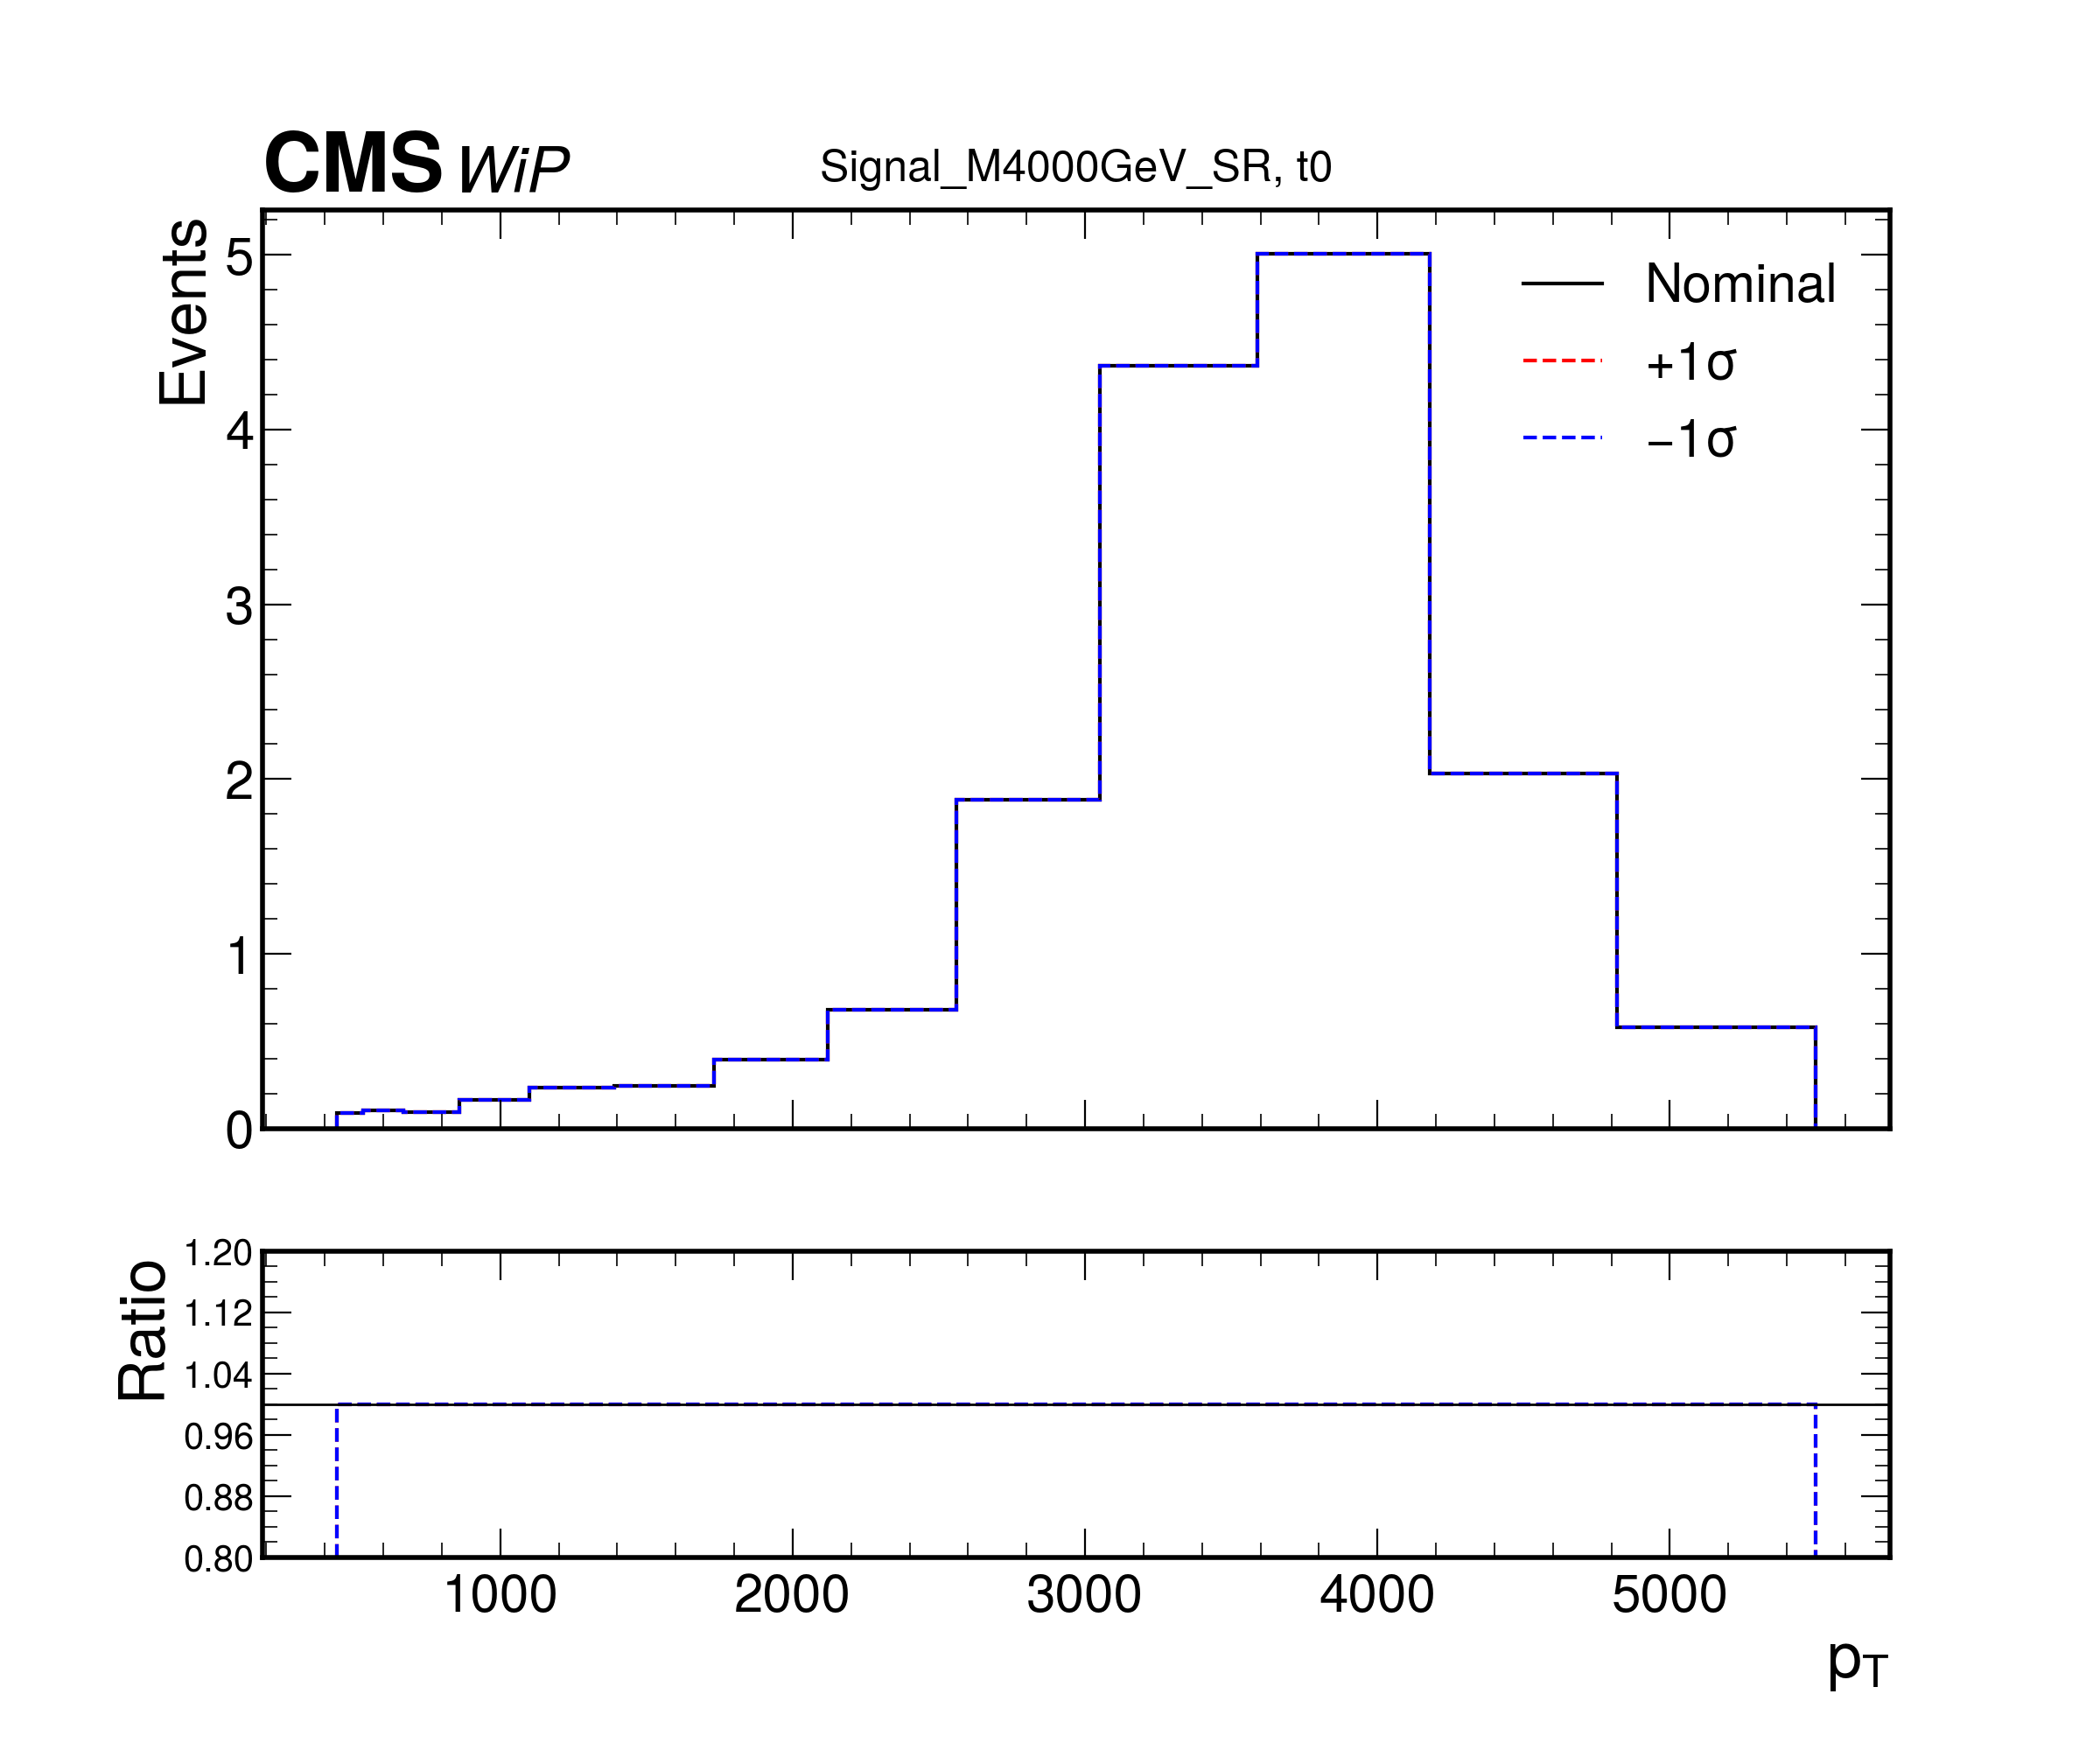 CMS WiP Signal_M4000GeV_SR, t0
Events
5
4
3
2
1
0
Nominal
+1σ
−1σ
Ratio
1.20
1.12
1.04
0.96
0.88
0.80
1000 2000 3000 4000 5000
pT